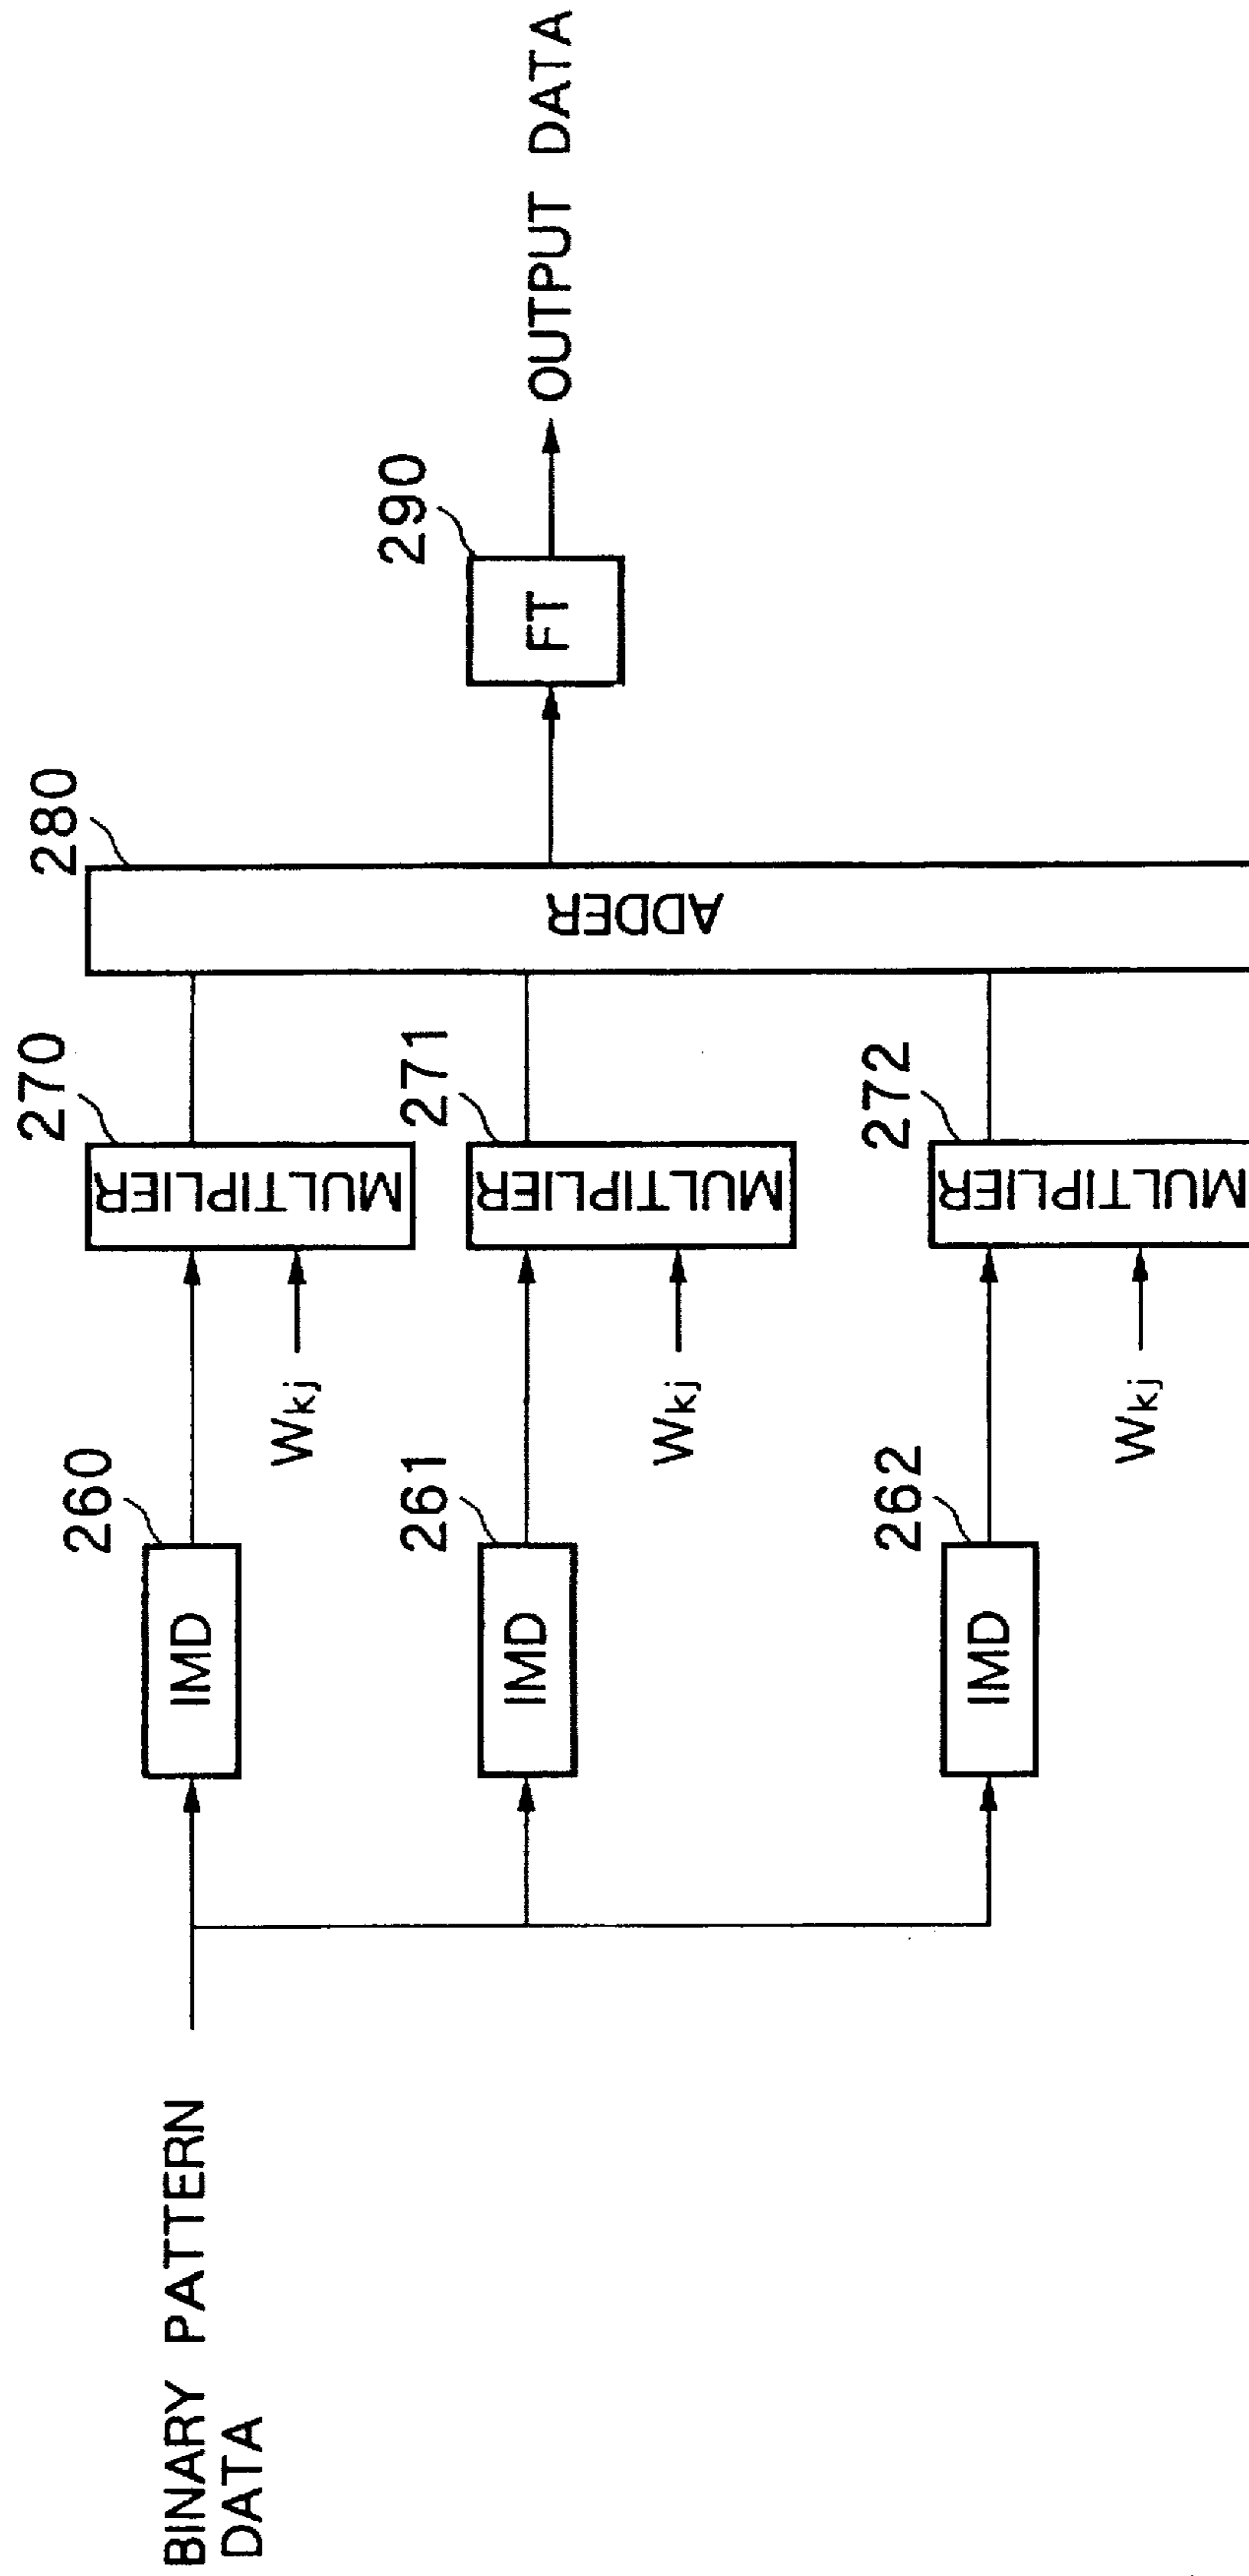 BINARY PATTERN
DATA
260
IMD
261
IMD
262
IMD
Wkj
Wkj
Wkj
270
MULTIPLIER
271
MULTIPLIER
272
MULTIPLIER
280
ADDER
290
FT
OUTPUT DATA